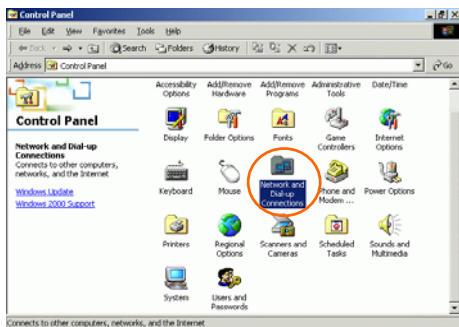 Control Panel
File Edit View Favorites Tools Help
Back Search Folders History
Address Control Panel Go
Control Panel
Network and Dial-up
Connections
Connects to other computers,
networks, and the Internet
Windows Update
Windows 2000 Support
Accessibility
Options
Add/Remove
Hardware
Add/Remove
Programs
Administrative
Tools
Date/Time
Display
Folder Options
Fonts
Game
Controllers
Internet
Options
Keyboard
Mouse
Network and
Dial-up
Connections
Phone and
Modem ...
Power Options
Printers
Regional
Options
Scanners and
Cameras
Scheduled
Tasks
Sounds and
Multimedia
System
Users and
Passwords
Connects to other computers, networks, and the Internet